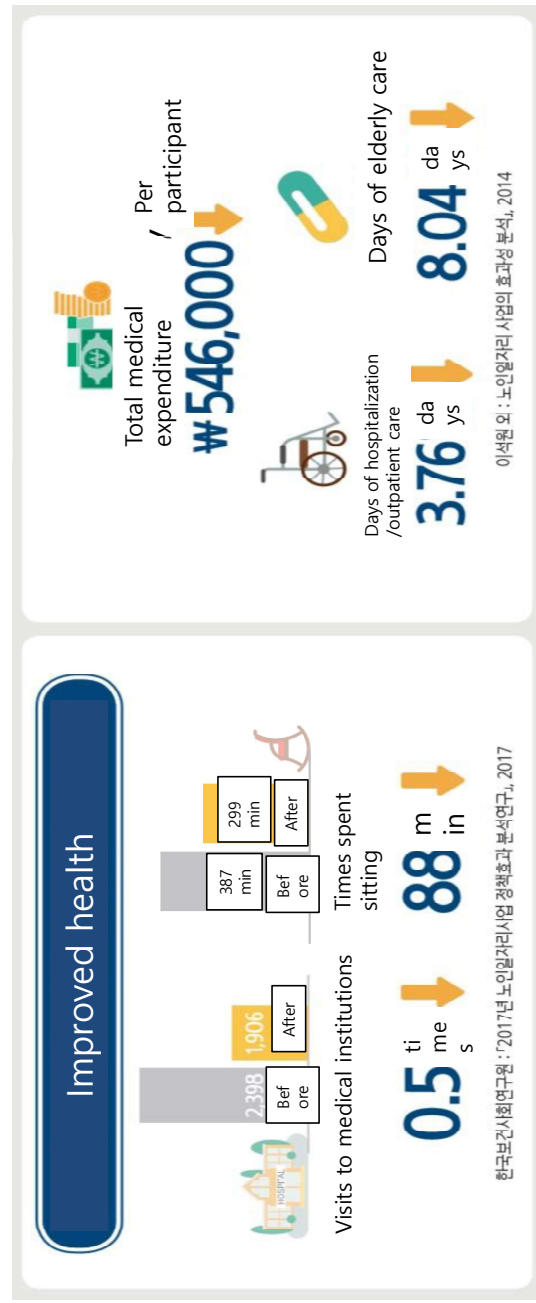 Improved health
HOSPITAL
2,398
Bef
ore
1,906
After
Visits to medical institutions
0.5
ti
me
s
387
min
Bef
ore
299
min
After
Times spent
sitting
88
m
in
한국보건사회연구원 : 「2017년 노인일자리사업 정책효과 분석연구」, 2017
Total medical
expenditure
₩546,000
/
Per
participant
Days of hospitalization
/outpatient care
3.76
da
ys
Days of elderly care
8.04
da
ys
이석원 외 : 노인일자리 사업의 효과성 분석」, 2014